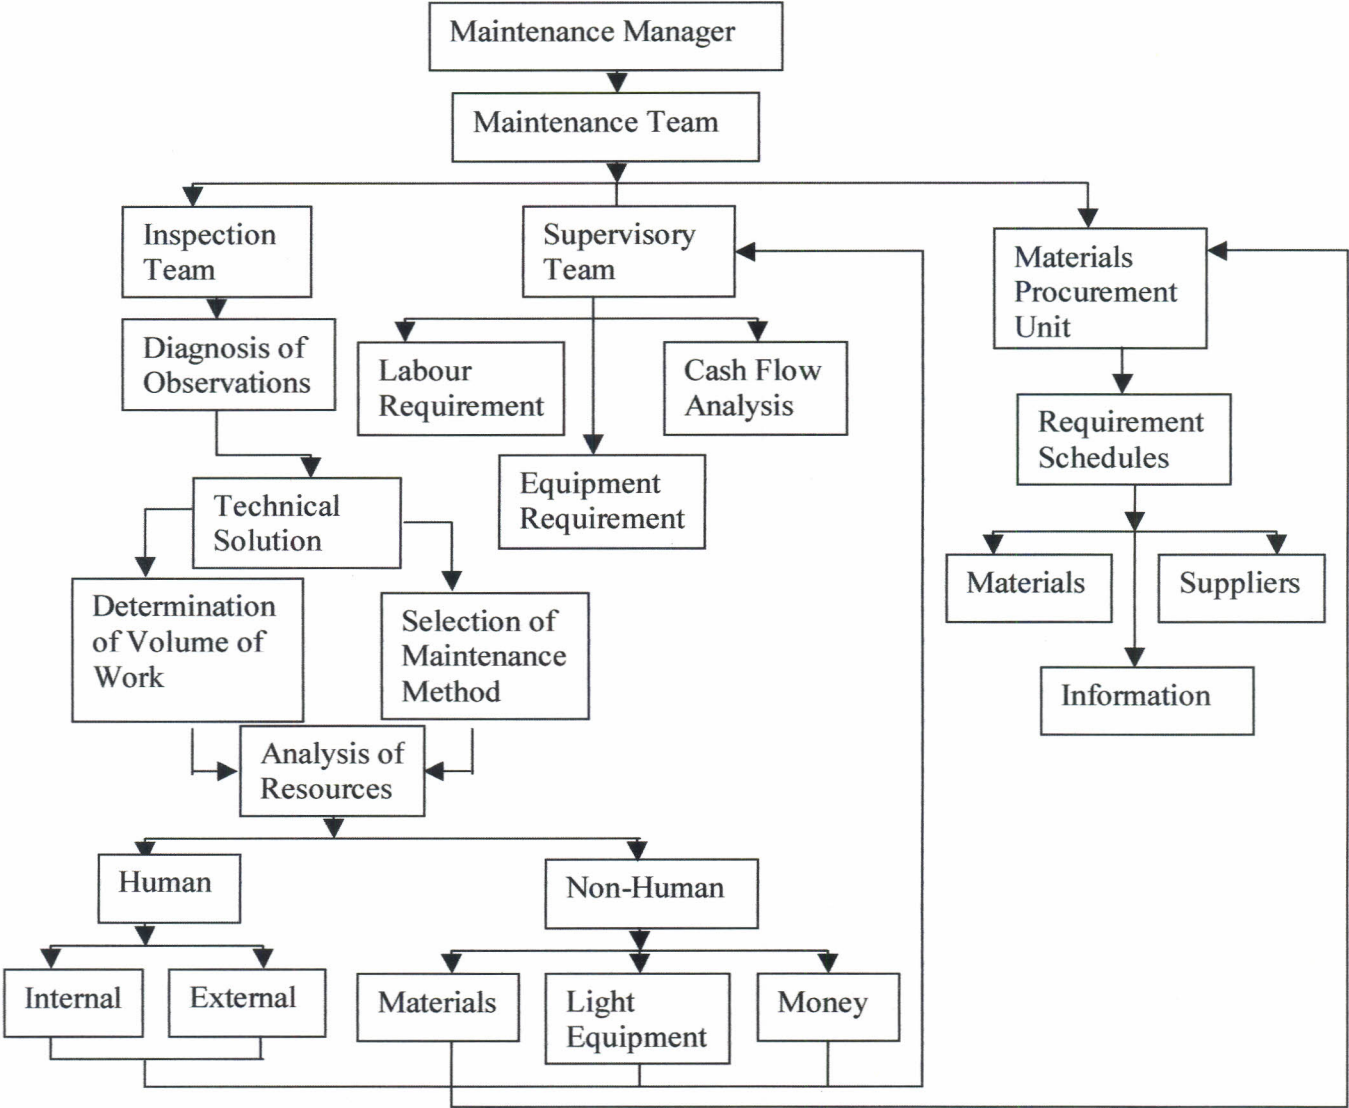 Maintenance Manager
Maintenance Team
Inspection
Team
Supervisory
Team
Materials
Procurement
Unit
Diagnosis of
Observations
Labour
Requirement
Cash Flow
Analysis
Requirement
Schedules
Equipment
Requirement
Technical
Solution
Materials
Suppliers
Determination
of Volume of
Work
Selection of
Maintenance
Method
Information
Analysis of
Resources
Human
Non-Human
Internal
External
Materials
Light
Equipment
Money